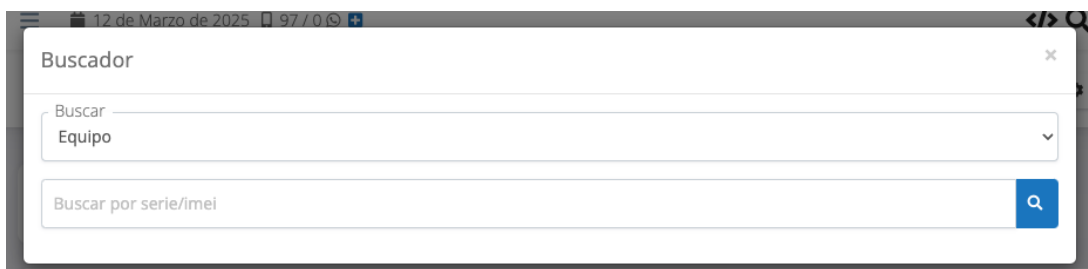 12 de Marzo de 2025 97 / 0
Buscador
Buscar
Equipo
Buscar por serie/imei